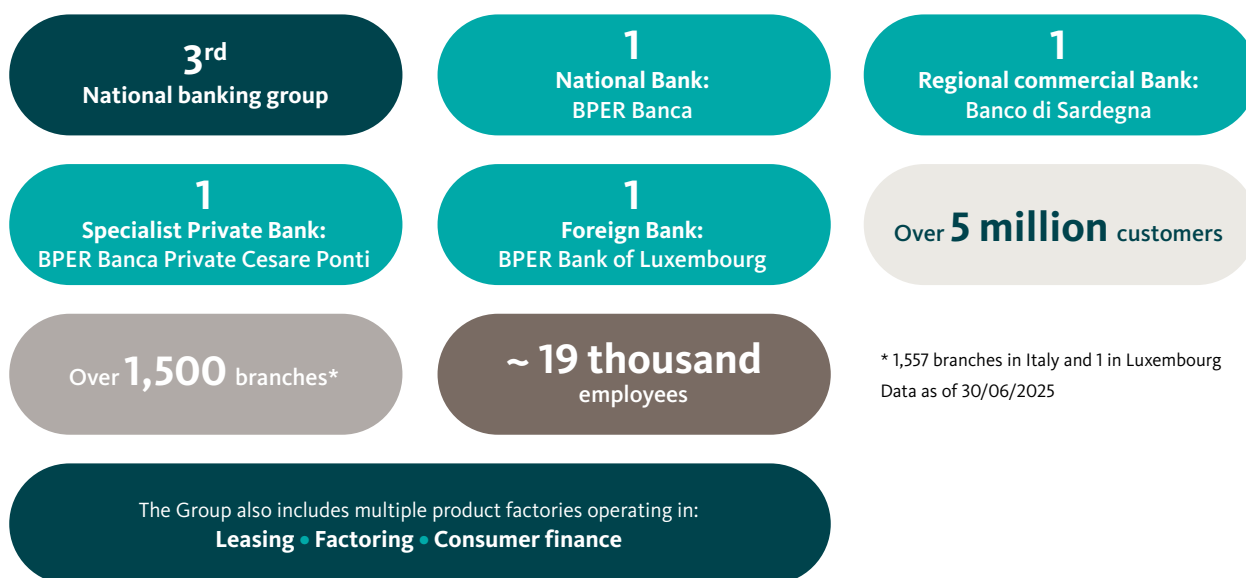 3rd
National banking group
1
National Bank:
BPER Banca
1
Regional commercial Bank:
Banco di Sardegna
1
Specialist Private Bank:
BPER Banca Private Cesare Ponti
1
Foreign Bank:
BPER Bank of Luxembourg
Over 5 million customers
Over 1,500 branches*
~ 19 thousand
employees
* 1,557 branches in Italy and 1 in Luxembourg
Data as of 30/06/2025
The Group also includes multiple product factories operating in:
Leasing • Factoring • Consumer finance